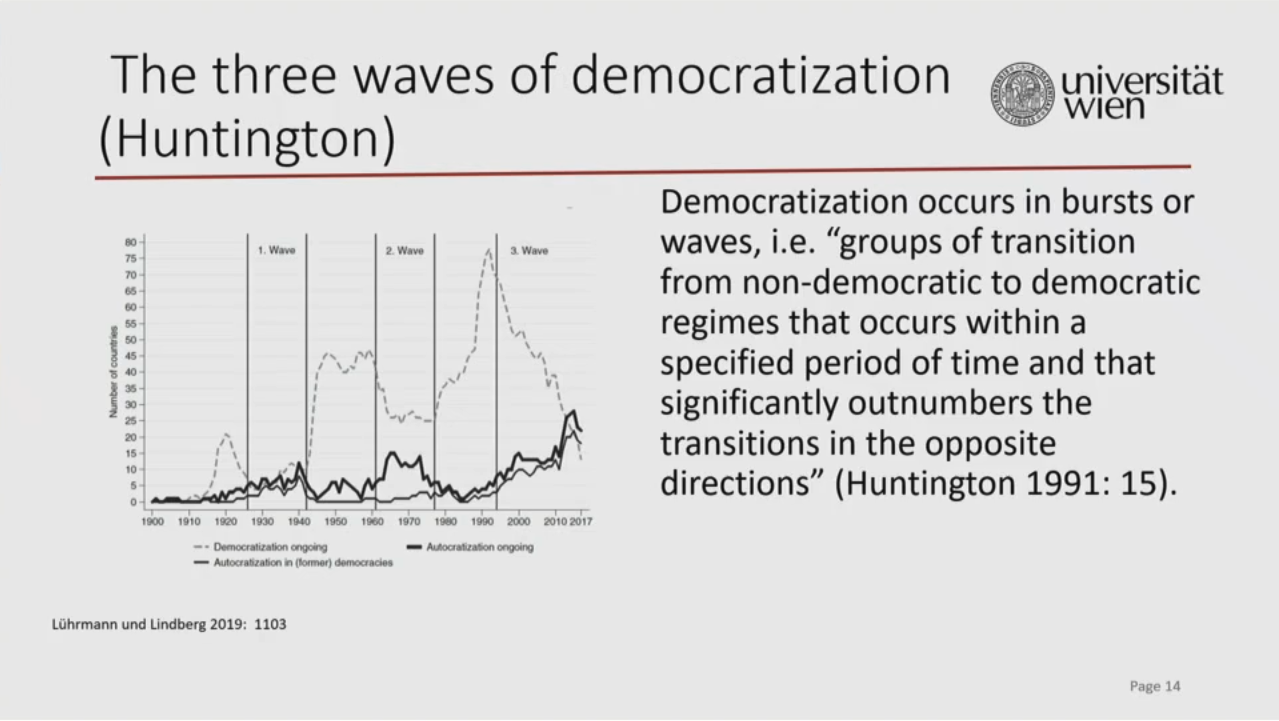 The three waves of democratization
(Huntington)
universität
wien
Democratization occurs in bursts or
waves, i.e. “groups of transition
from non-democratic to democratic
regimes that occurs within a
specified period of time and that
significantly outnumbers the
transitions in the opposite
directions” (Huntington 1991: 15).
1. Wave
2. Wave
3. Wave
Number of countries
80
75
70
65
60
55
50
45
40
35
30
25
20
15
10
5
0
1900 1910 1920 1930 1940 1950 1960 1970 1980 1990 2000 2010 2017
Democratization ongoing
Autocratization ongoing
Autocratization in (former) democracies
Lührmann und Lindberg 2019: 1103
Page 14